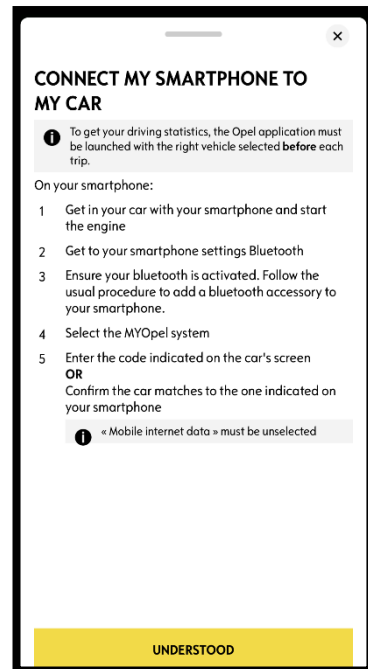 ×
CONNECT MY SMARTPHONE TO
MY CAR
To get your driving statistics, the Opel application must
be launched with the right vehicle selected before each
trip.
On your smartphone:
1 Get in your car with your smartphone and start
the engine
2 Get to your smartphone settings Bluetooth
3 Ensure your bluetooth is activated. Follow the
usual procedure to add a bluetooth accessory to
your smartphone.
4 Select the MYOpel system
5 Enter the code indicated on the car's screen
OR
Confirm the car matches to the one indicated on
your smartphone
« Mobile internet data » must be unselected
UNDERSTOOD